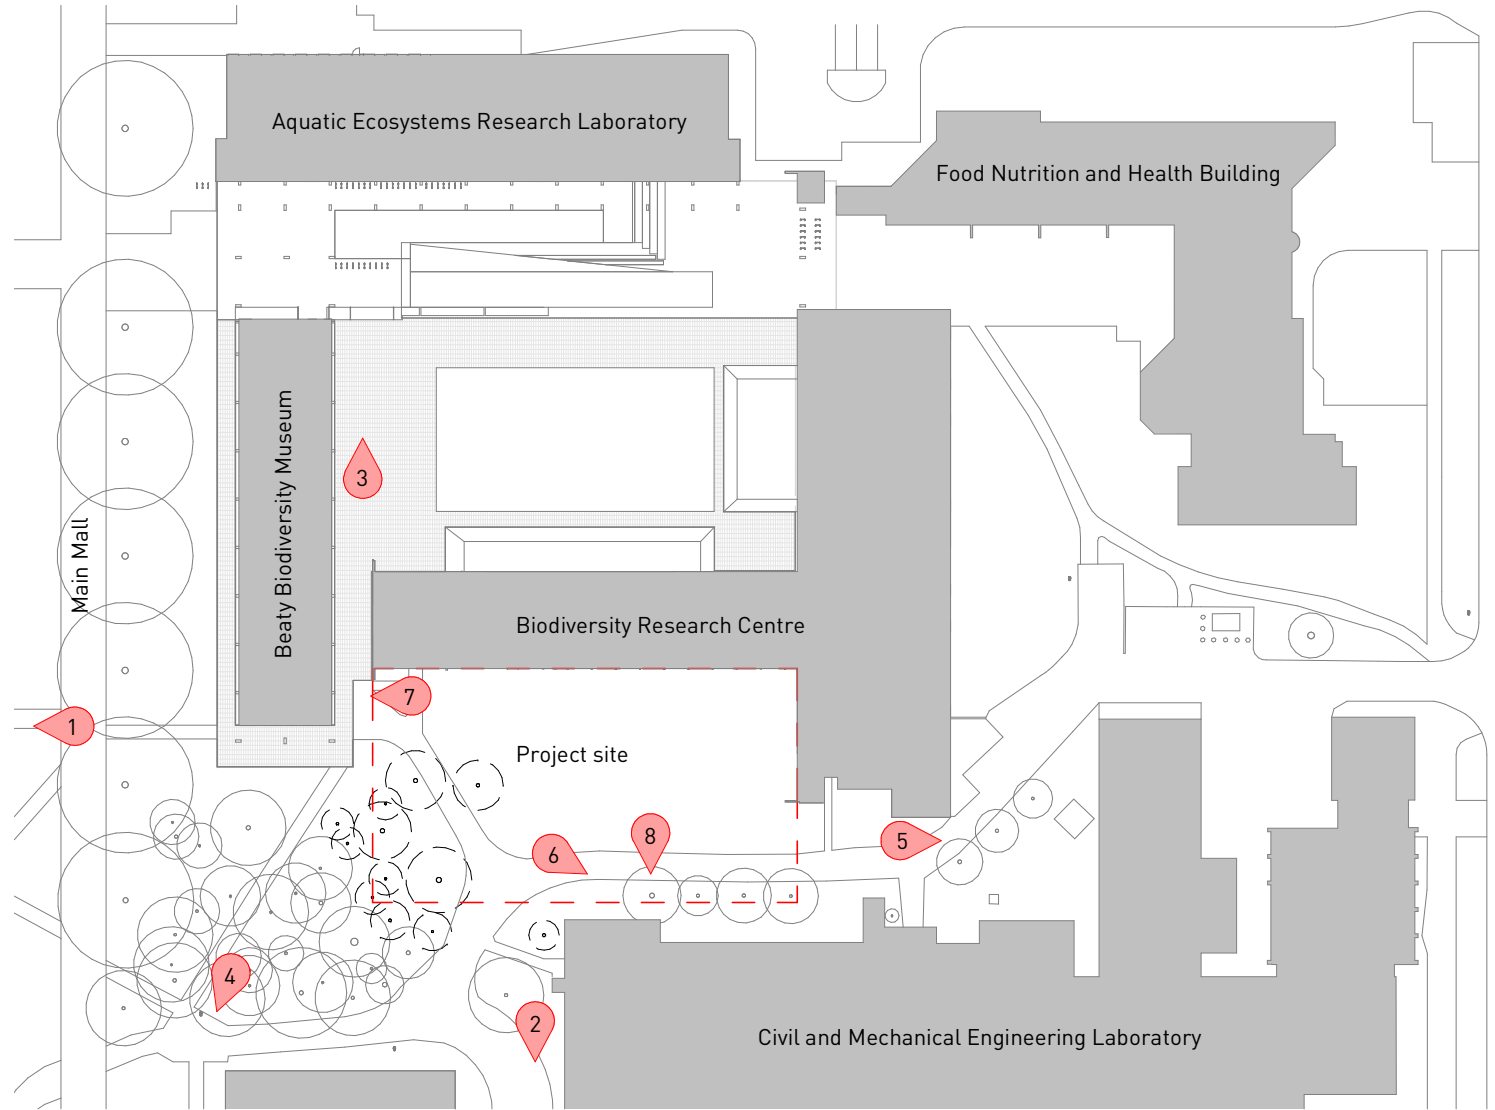 Aquatic Ecosystems Research Laboratory
Food Nutrition and Health Building
Beaty Biodiversity Museum
3
Main Mall
Biodiversity Research Centre
7
1
Project site
8
5
6
4
2
Civil and Mechanical Engineering Laboratory